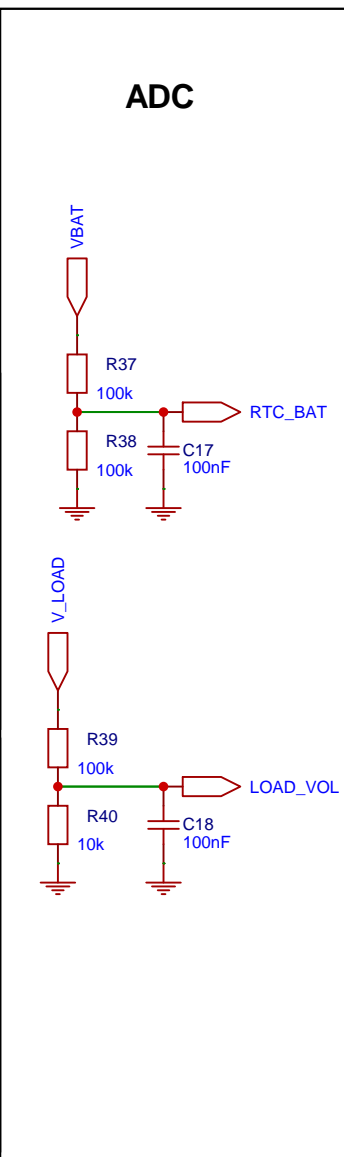 ADC
VBAT
R37
100k
RTC_BAT
R38
100k
C17
100nF
V_LOAD
R39
100k
LOAD_VOL
R40
10k
C18
100nF